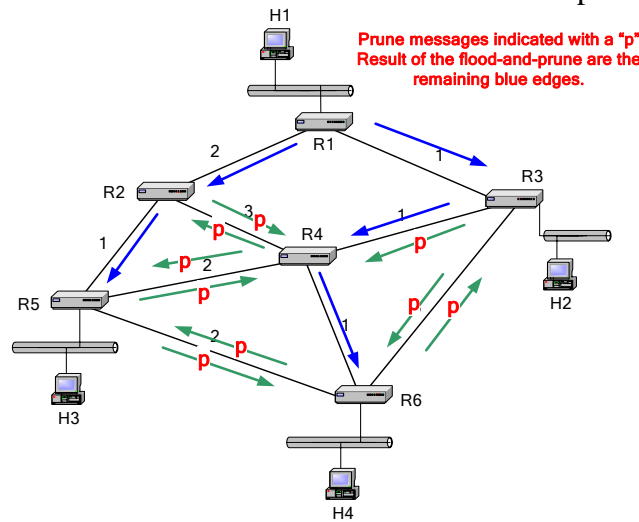 H1
Prune messages indicated with a "p"
Result of the flood-and-prune are the
remaining blue edges.
R1
2
1
R3
R2
3
1
p
p
R4
p
1
p
2
H2
R5
p
p
p
1
2
p
p
H3
R6
H4